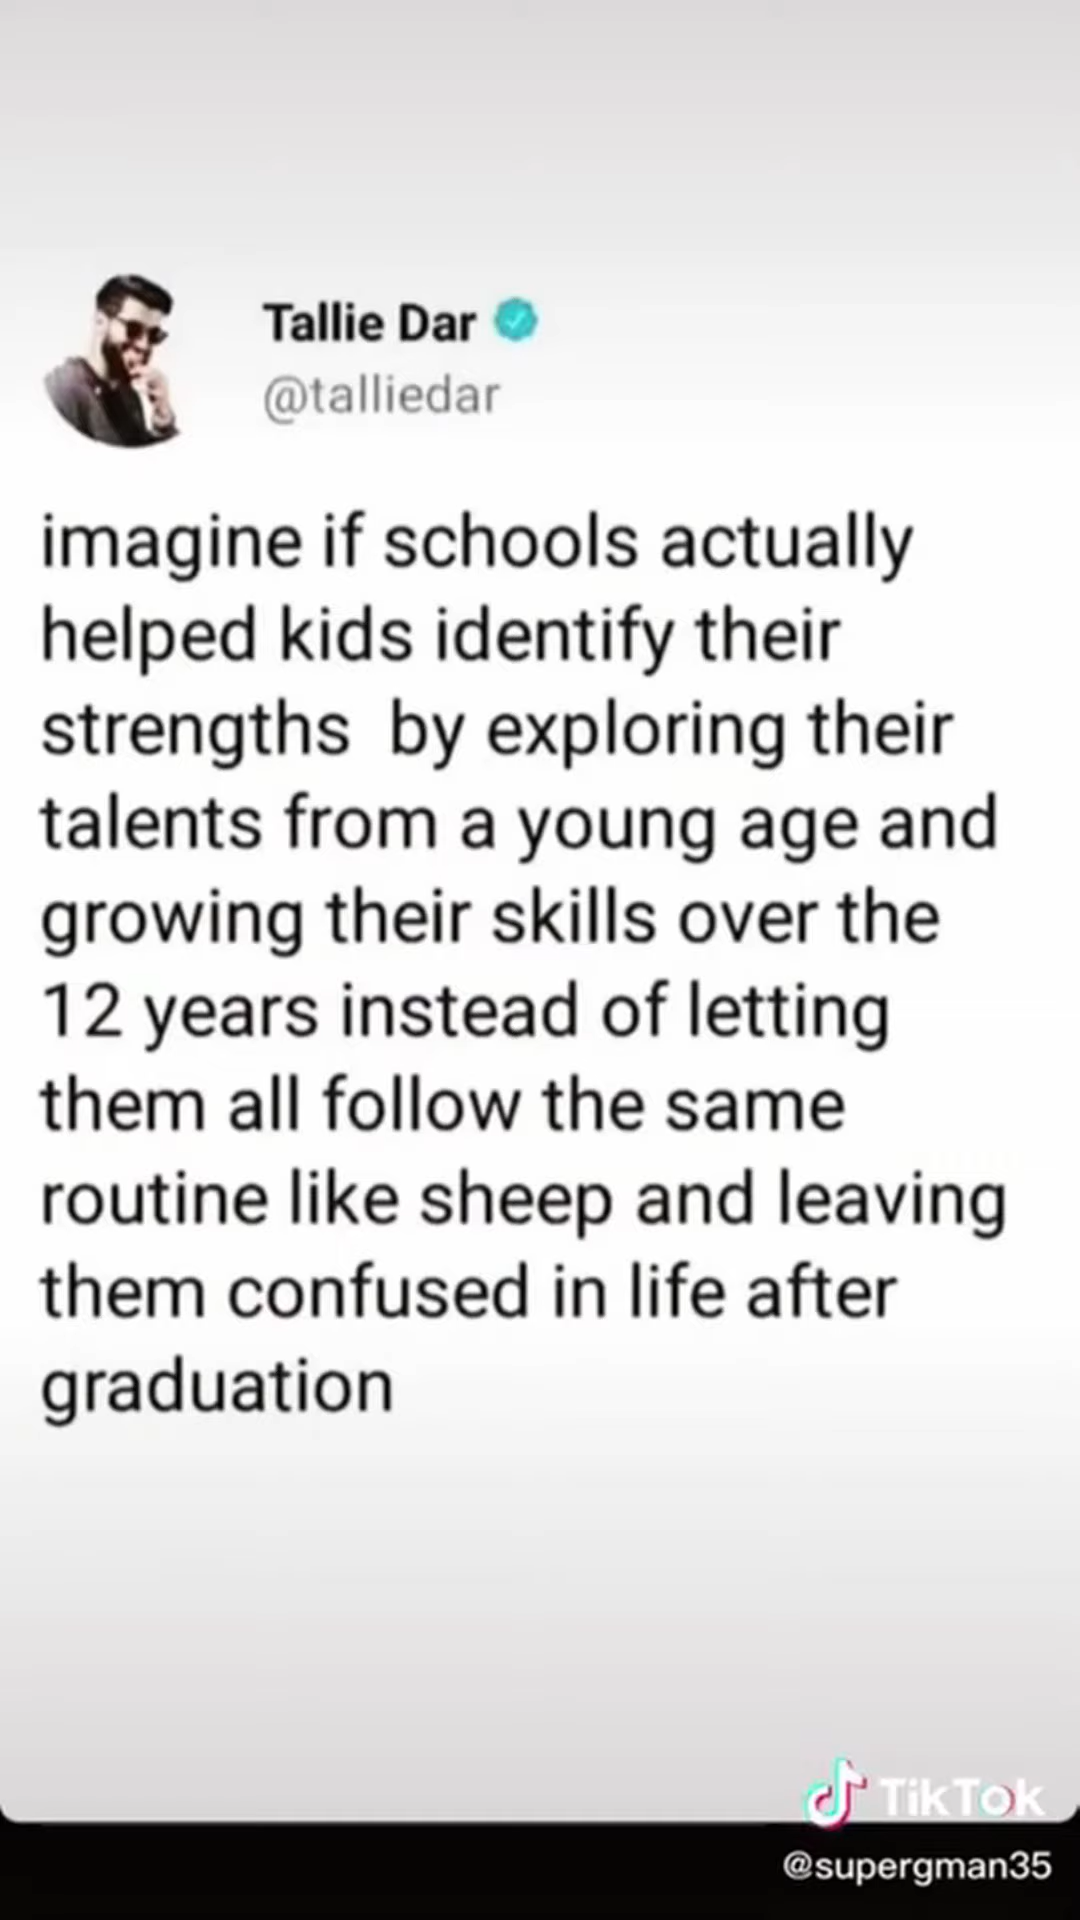 Tallie Dar
@talliedar
imagine if schools actually
helped kids identify their
strengths  by exploring their
talents from a young age and
growing their skills over the
12 years instead of letting
them all follow the same
routine like sheep and leaving
them confused in life after
graduation
TikTok
@supergman35